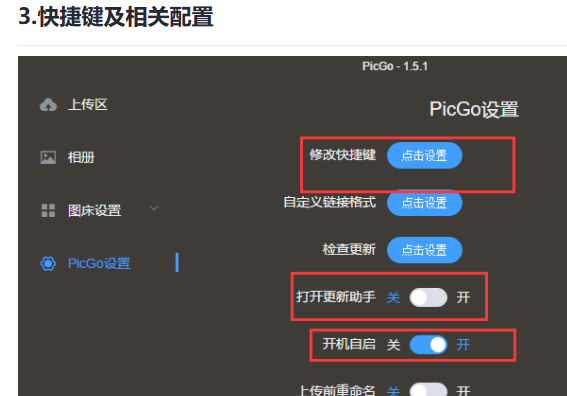 3.快捷键及相关配置
PicGo - 1.5.1
上传区
PicGo设置
相册
修改快捷键 点击设置
图床设置
自定义链接格式 点击设置
检查更新 点击设置
PicGo设置
打开更新助手 关 开
开机自启 关 开
上传前重命名 关 开